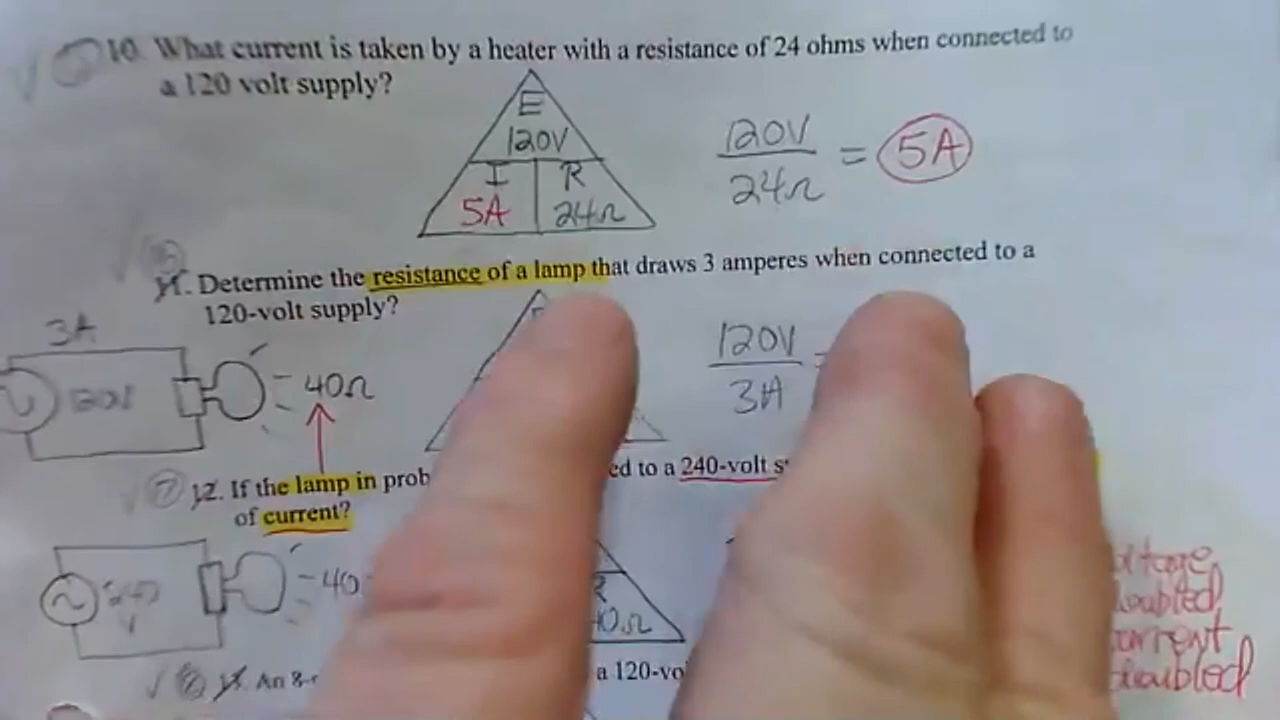 10. What current is taken by a heater with a resistance of 24 ohms when connected to
a 120 volt supply?
E
120V
I R
5A 24Ω
120V
24Ω
= 5A
11. Determine the resistance of a lamp that draws 3 amperes when connected to a
120-volt supply?
3A
40Ω
120V
3A
=
7 12. If the lamp in prob ed to a 240-volt s
of current?
240
V
40
R
40Ω
doubled
current
doubled
An 8- a 120-vo